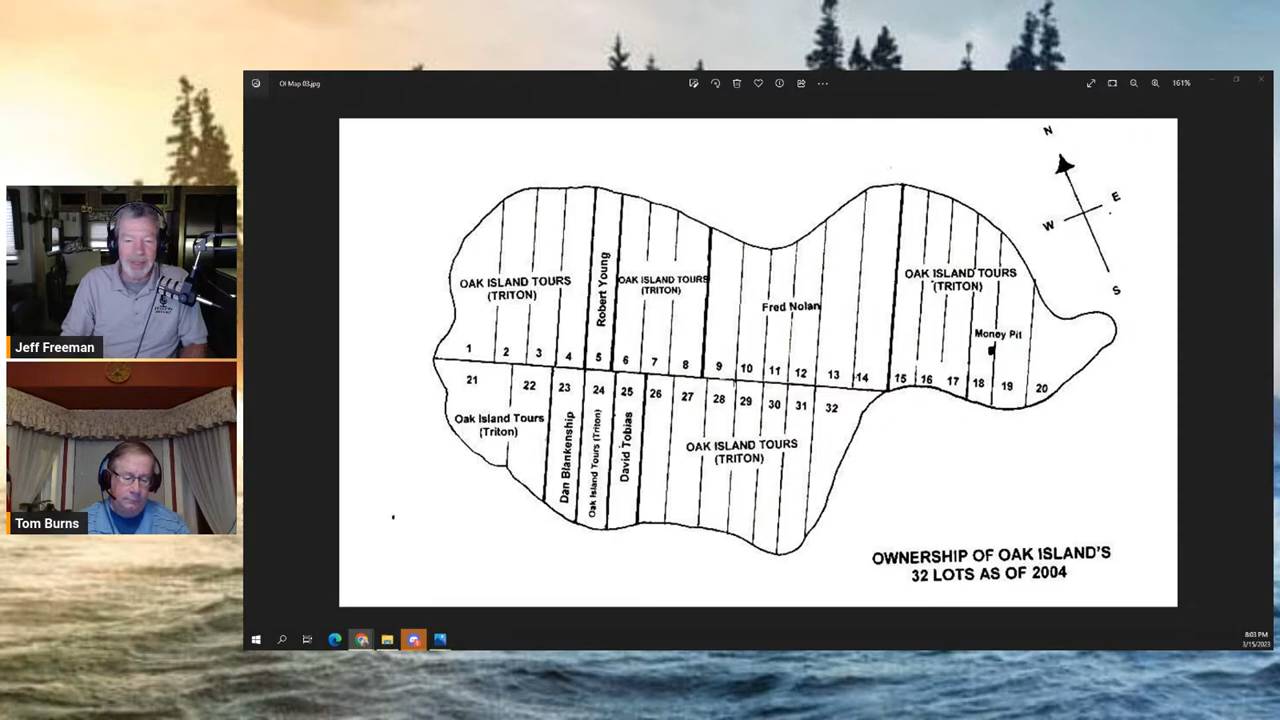 OI Map 03.jpg
161%
N
E
W
S
OAK ISLAND TOURS
(TRITON)
Robert Young
OAK ISLAND TOURS
(TRITON)
Fred Nolan
OAK ISLAND TOURS
(TRITON)
Money Pit
1 2 3 4 5 6 7 8 9 10 11 12 13 14 15 16 17 18 19 20
21 22 23 24 25 26 27 28 29 30 31 32
Oak Island Tours
(Triton)
Dan Blankenship
Oak Island Tours (Triton)
David Tobias
OAK ISLAND TOURS
(TRITON)
OWNERSHIP OF OAK ISLAND'S
32 LOTS AS OF 2004
Jeff Freeman
Tom Burns
8:03 PM
3/15/2023